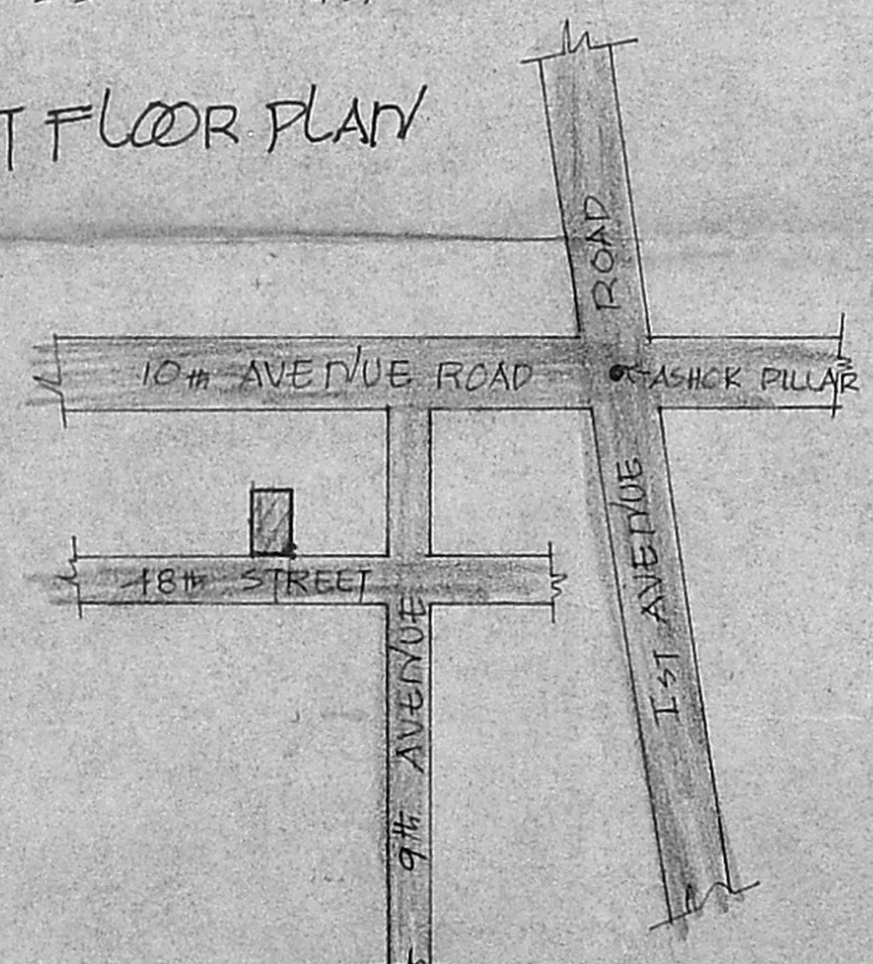 T FLOOR PLAN
ROAD
10th AVENUE ROAD
ASHOK PILLAR
18th STREET
1ST AVENUE
9th AVENUE